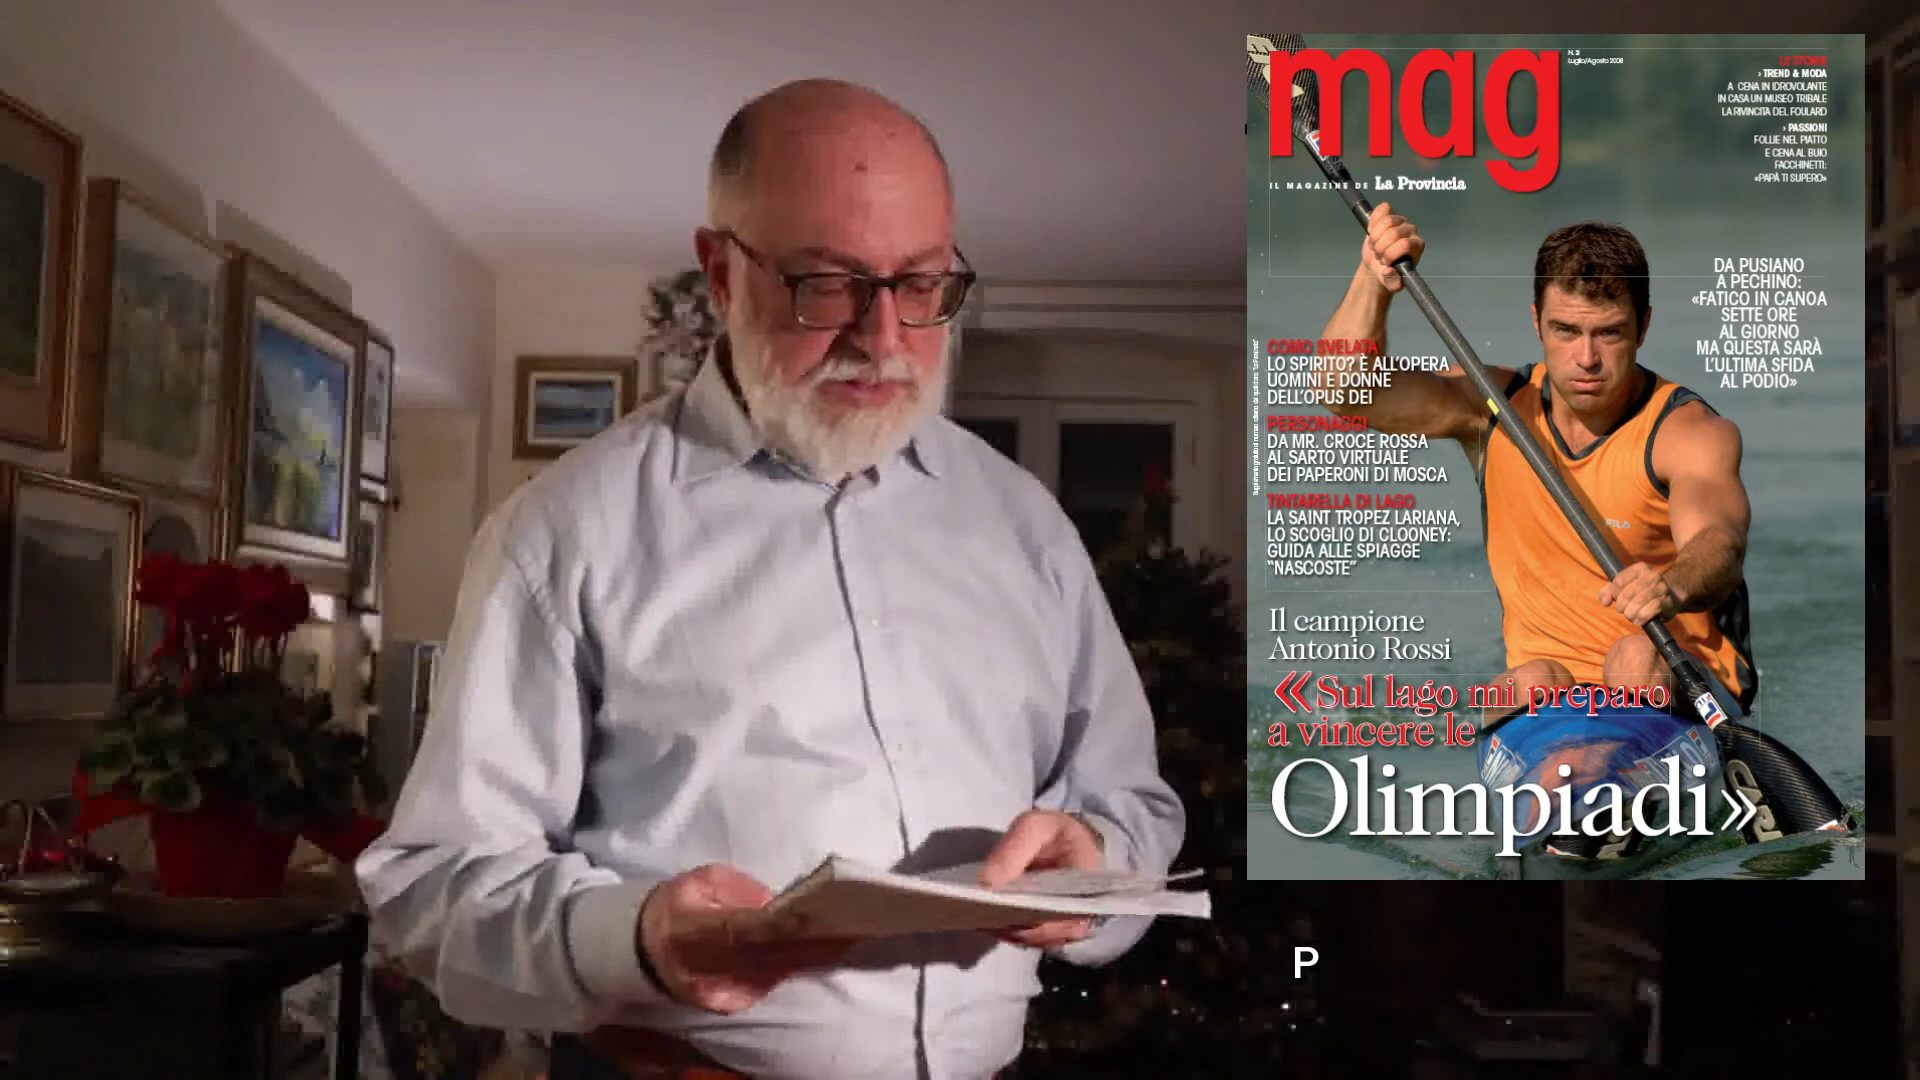 mag
N. 2
Luglio/Agosto 2008
IL MAGAZINE DE La Provincia
LE STORIE
› TREND & MODA
A CENA IN IDROVOLANTE
IN CASA UN MUSEO TRIBALE
LA RIVINCITA DEL FOULARD
› PASSIONI
FOLLIE NEL PIATTO
E CENA AL BUIO
FACCHINETTI:
«PAPÀ TI SUPERO»
DA PUSIANO
A PECHINO:
«FATICO IN CANOA
SETTE ORE
AL GIORNO
MA QUESTA SARÀ
L'ULTIMA SFIDA
AL PODIO»
COMO SVELATA
LO SPIRITO? È ALL'OPERA
UOMINI E DONNE
DELL'OPUS DEI
PERSONAGGI
DA MR. CROCE ROSSA
AL SARTO VIRTUALE
DEI PAPERONI DI MOSCA
TINTARELLA DI LAGO
LA SAINT TROPEZ LARIANA,
LO SCOGLIO DI CLOONEY:
GUIDA ALLE SPIAGGE
"NASCOSTE"
FILA
Il campione
Antonio Rossi
«Sul lago mi preparo
a vincere le
Olimpiadi»
P